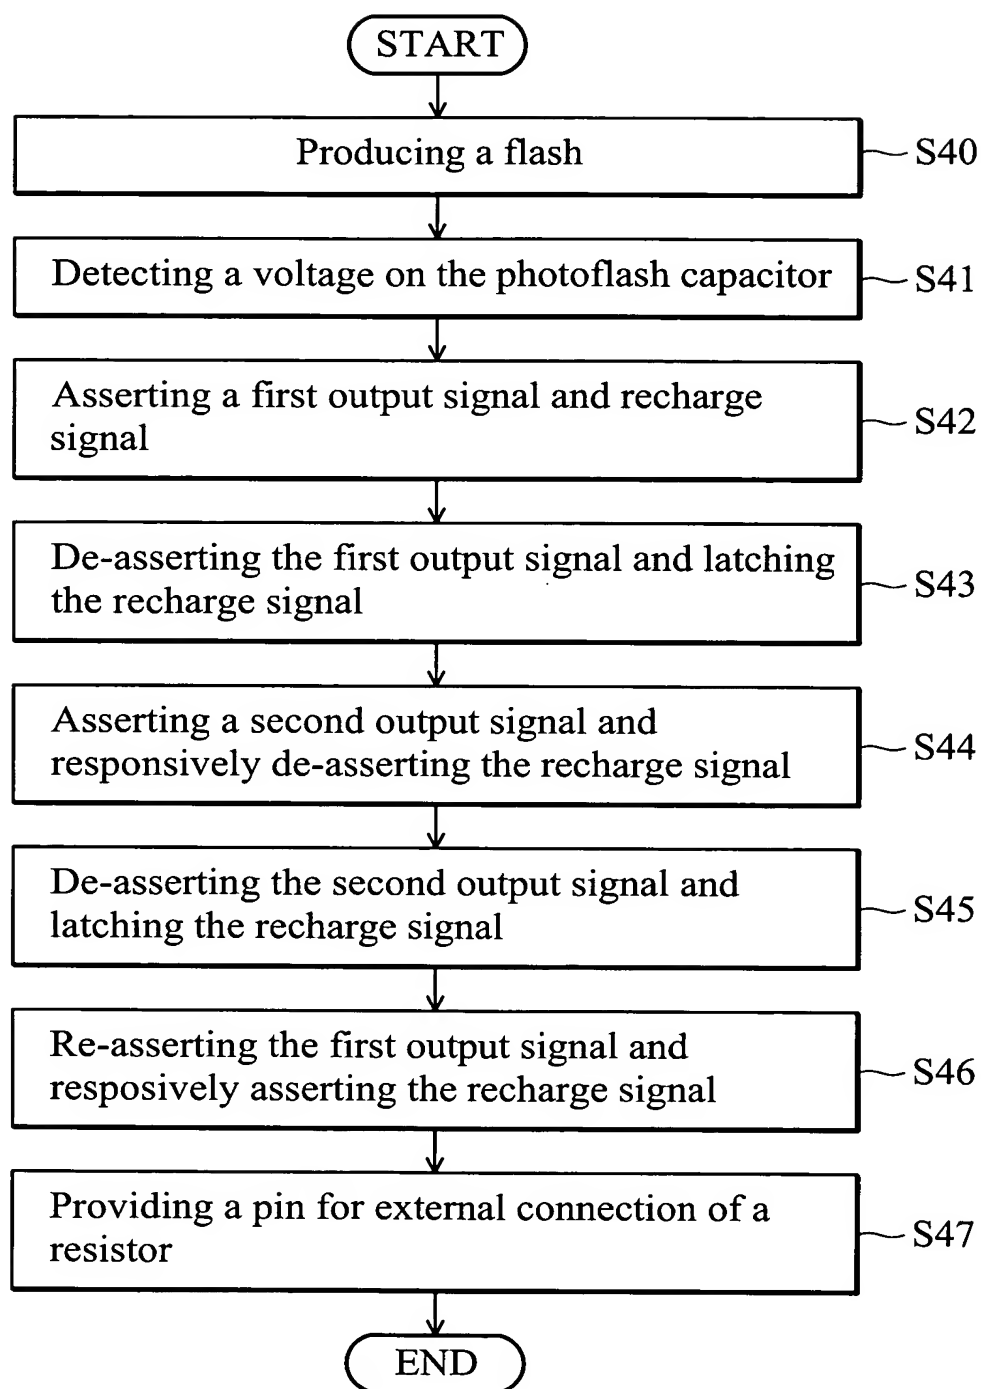 START
Producing a flash
S40
Detecting a voltage on the photoflash capacitor
S41
Asserting a first output signal and recharge
signal
S42
De-asserting the first output signal and latching
the recharge signal
S43
Asserting a second output signal and
responsively de-asserting the recharge signal
S44
De-asserting the second output signal and
latching the recharge signal
S45
Re-asserting the first output signal and
resposively asserting the recharge signal
S46
Providing a pin for external connection of a
resistor
S47
END